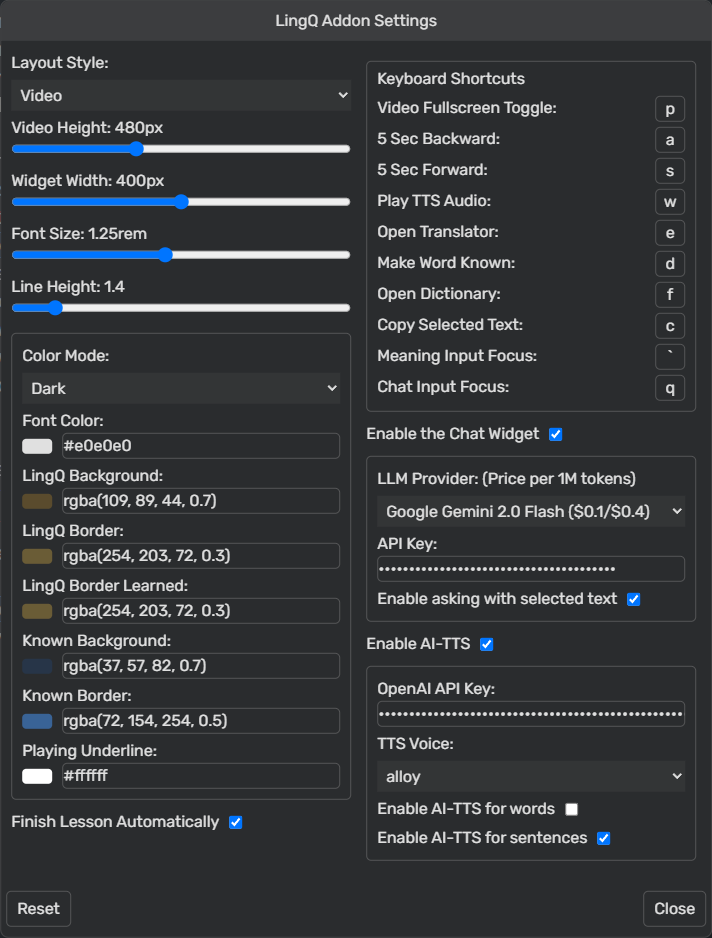 LingQ Addon Settings
Layout Style:
Video
Video Height: 480px
Widget Width: 400px
Font Size: 1.25rem
Line Height: 1.4
Color Mode:
Dark
Font Color:
#e0e0e0
LingQ Background:
rgba(109, 89, 44, 0.7)
LingQ Border:
rgba(254, 203, 72, 0.3)
LingQ Border Learned:
rgba(254, 203, 72, 0.3)
Known Background:
rgba(37, 57, 82, 0.7)
Known Border:
rgba(72, 154, 254, 0.5)
Playing Underline:
#ffffff
Finish Lesson Automatically
Keyboard Shortcuts
Video Fullscreen Toggle: p
5 Sec Backward: a
5 Sec Forward: s
Play TTS Audio: w
Open Translator: e
Make Word Known: d
Open Dictionary: f
Copy Selected Text: c
Meaning Input Focus: `
Chat Input Focus: q
Enable the Chat Widget
LLM Provider: (Price per 1M tokens)
Google Gemini 2.0 Flash ($0.1/$0.4)
API Key:
Enable asking with selected text
Enable AI-TTS
OpenAI API Key:
TTS Voice:
alloy
Enable AI-TTS for words
Enable AI-TTS for sentences
Reset
Close